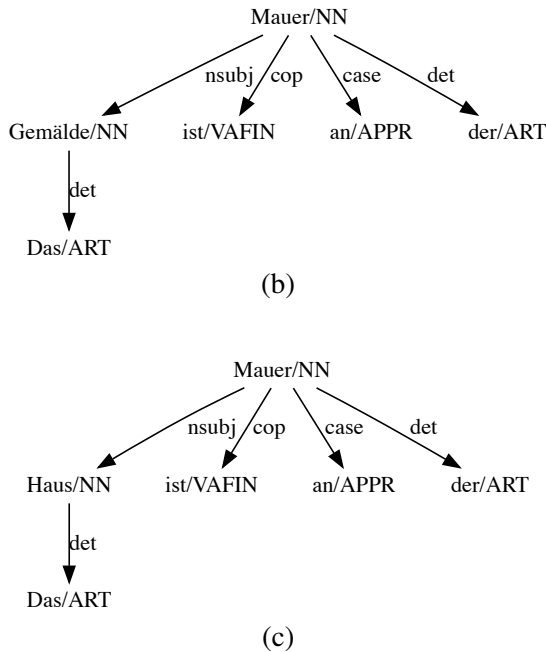 Mauer/NN
nsubj cop case det
Gemälde/NN ist/VAFIN an/APPR der/ART
det
Das/ART
(b)
Mauer/NN
nsubj cop case det
Haus/NN ist/VAFIN an/APPR der/ART
det
Das/ART
(c)